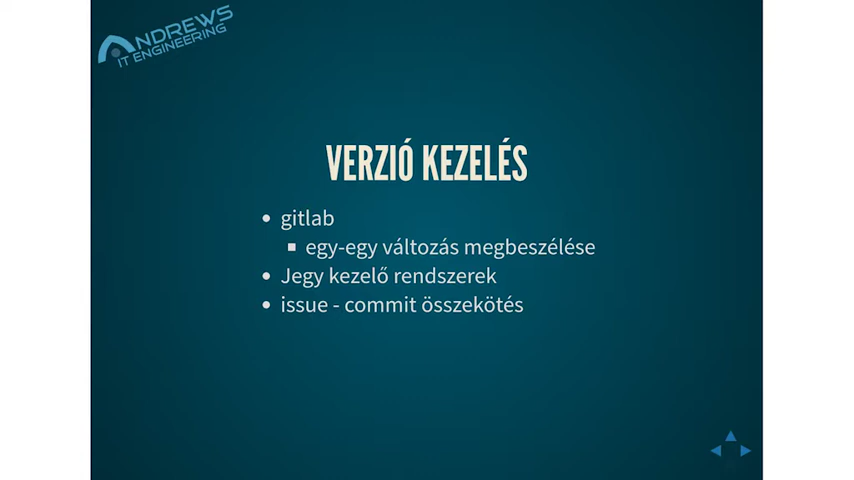 ANDREWS
IT ENGINEERING
VERZIÓ KEZELÉS
gitlab
egy-egy változás megbeszélése
Jegy kezelő rendszerek
issue - commit összekötés